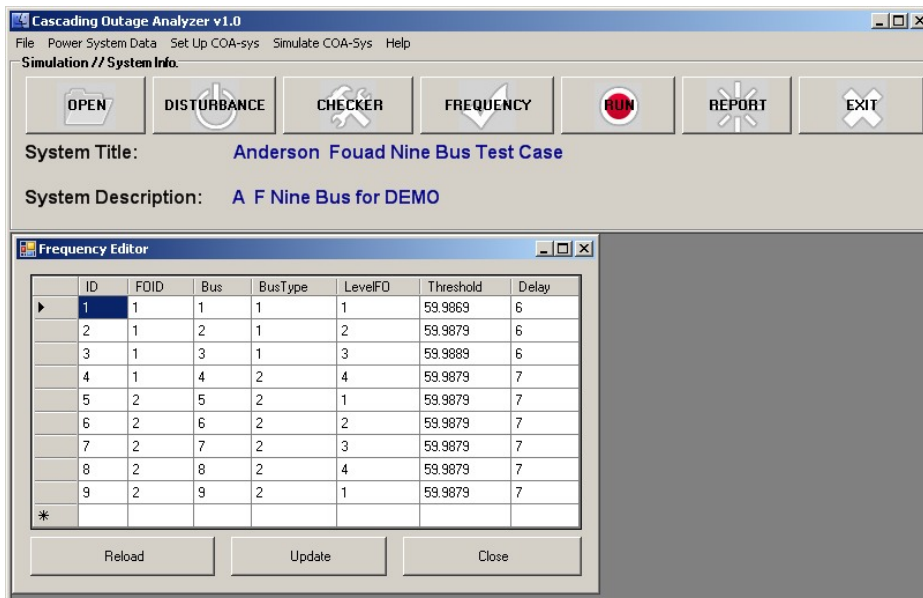 Cascading Outage Analyzer v1.0
File Power System Data Set Up COA-sys Simulate COA-Sys Help
Simulation // System Info.
OPEN DISTURBANCE CHECKER FREQUENCY RUN REPORT EXIT
System Title: Anderson Fouad Nine Bus Test Case
System Description: A F Nine Bus for DEMO
Frequency Editor
ID FOID Bus BusType LevelFO Threshold Delay
1 1 1 1 1 59.9869 6
2 1 2 1 2 59.9879 6
3 1 3 1 3 59.9889 6
4 1 4 2 4 59.9879 7
5 2 5 2 1 59.9879 7
6 2 6 2 2 59.9879 7
7 2 7 2 3 59.9879 7
8 2 8 2 4 59.9879 7
9 2 9 2 1 59.9879 7
Reload Update Close